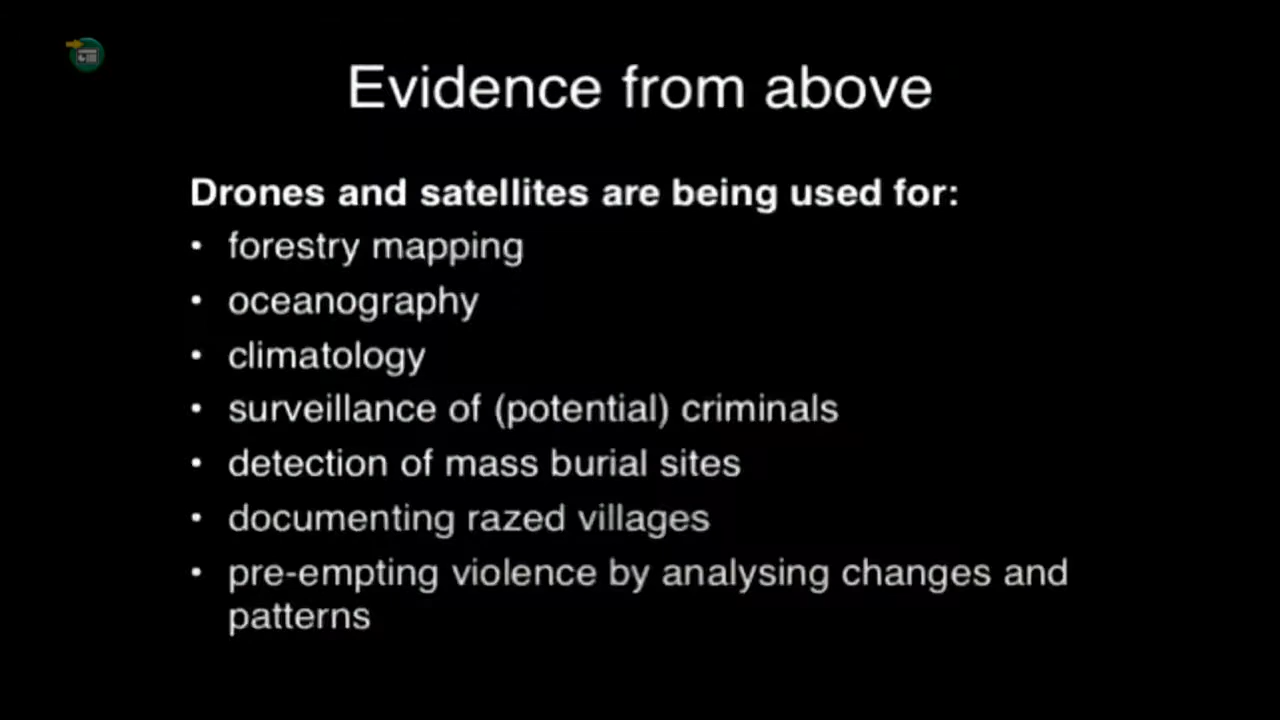 Evidence from above
Drones and satellites are being used for:
• forestry mapping
• oceanography
• climatology
• surveillance of (potential) criminals
• detection of mass burial sites
• documenting razed villages
• pre-empting violence by analysing changes and
patterns